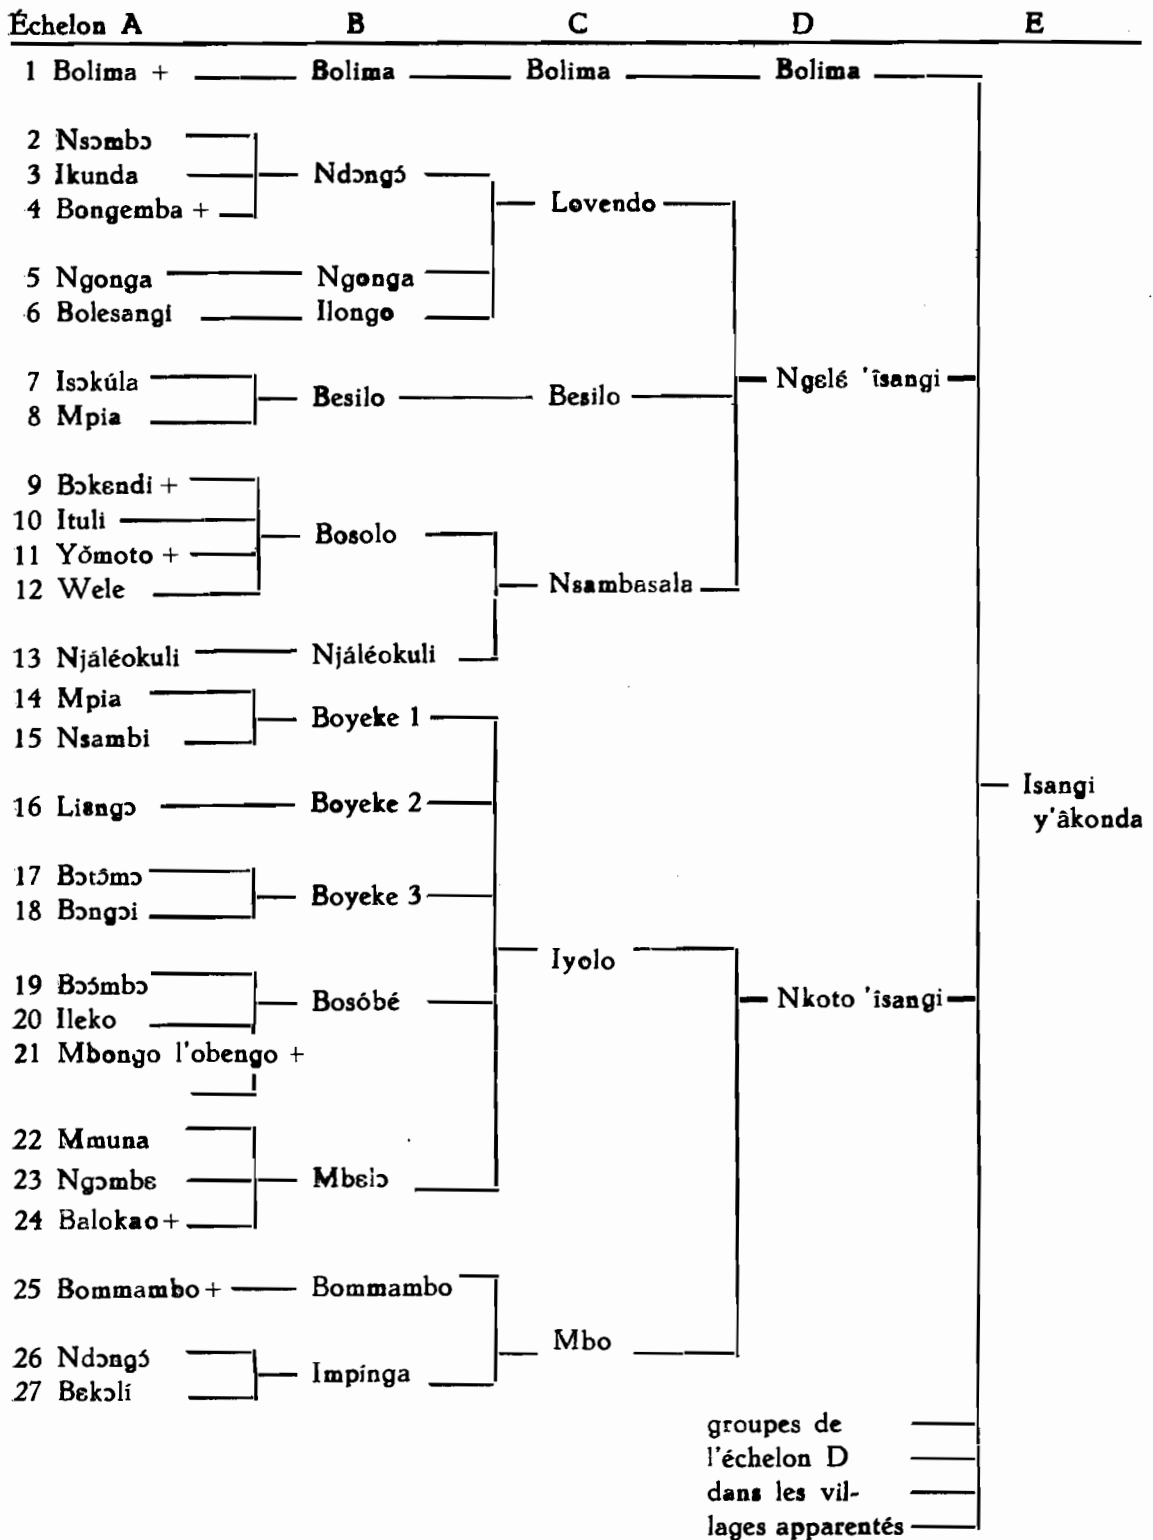 Échelon A B C D E
1 Bolima + Bolima Bolima Bolima
2 Nsɔmbɔ
3 Ikunda Ndɔngɔ́
4 Bongemba + Lovendo
5 Ngonga Ngonga
6 Bolesangi Ilongo
7 Isɔkúla Ngɛlɛ́ 'îsangi
8 Mpia Besilo Besilo
9 Bɔkɛndi +
10 Ituli Bosolo
11 Yǒmoto +
12 Wele Nsambasala
13 Njáléokuli Njáléokuli
14 Mpia Boyeke 1
15 Nsambi
16 Liɛngɔ Boyeke 2 Isangi
y'âkonda
17 Bɔtɔ̂mɔ Boyeke 3
18 Bɔngɔi
Iyolo
19 Bɔɔ́mbɔ Bosóbé Nkoto 'îsangi
20 Ileko
21 Mbongo l'obengo +
22 Mmuna
23 Ngɔmbɛ Mbɛlɔ
24 Balokao +
25 Bommambo + Bommambo
Mbo
26 Ndɔngɔ́ Impínga
27 Bɛkɔlí
groupes de
l'échelon D
dans les vil-
lages apparentés